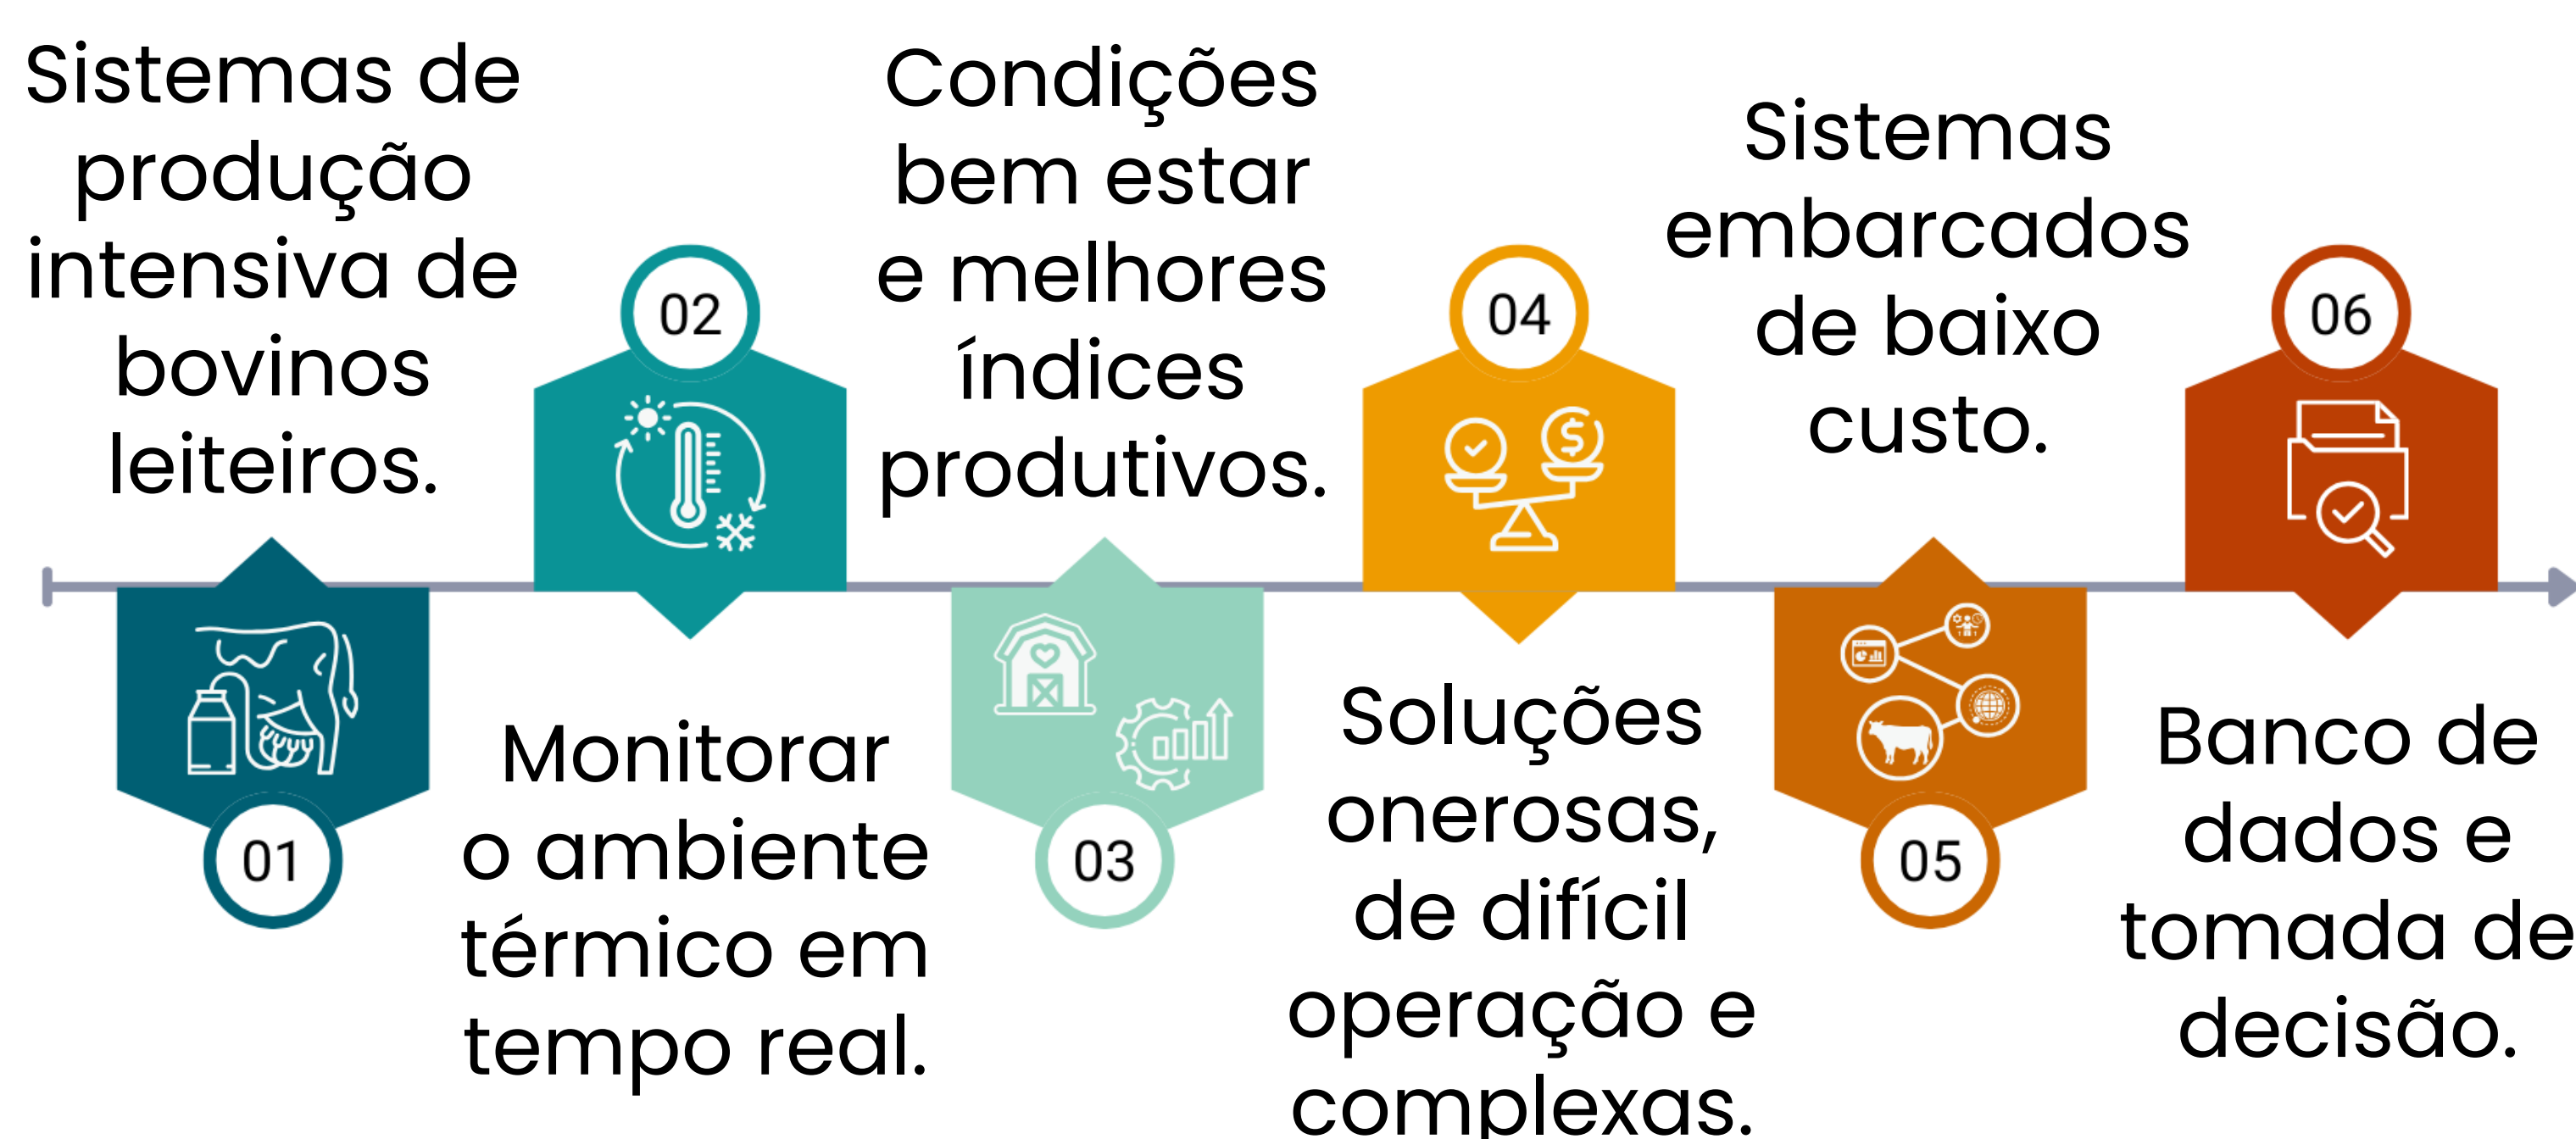 Sistemas de
produção
intensiva de
bovinos
leiteiros.
01
02
Monitorar
o ambiente
térmico em
tempo real.
Condições
bem estar
e melhores
índices
produtivos.
03
04
Soluções
onerosas,
de difícil
operação e
complexas.
Sistemas
embarcados
de baixo
custo.
05
06
Banco de
dados e
tomada de
decisão.